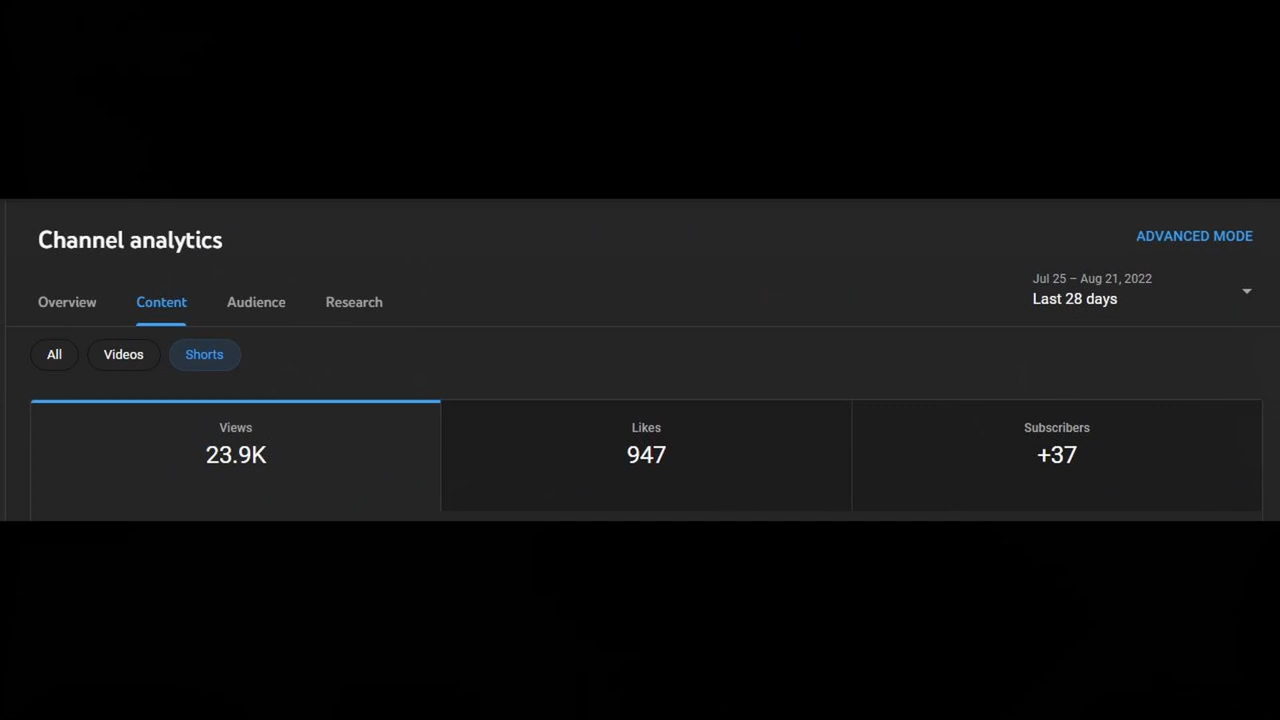 Channel analytics
ADVANCED MODE
Jul 25 – Aug 21, 2022
Last 28 days
Overview Content Audience Research
All Videos Shorts
Views Likes Subscribers
23.9K 947 +37